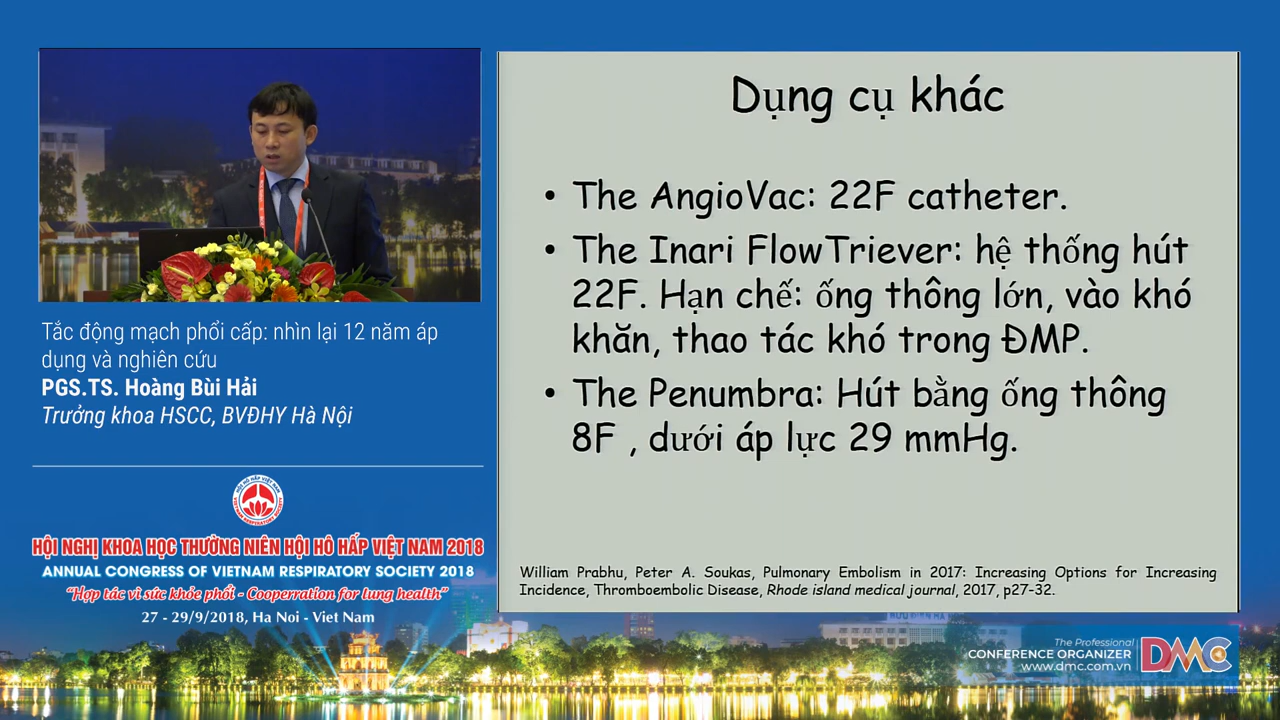 Tắc động mạch phổi cấp: nhìn lại 12 năm áp
dụng và nghiên cứu
PGS.TS. Hoàng Bùi Hải
Trưởng khoa HSCC, BVĐHY Hà Nội
HỘI NGHỊ KHOA HỌC THƯỜNG NIÊN HỘI HÔ HẤP VIỆT NAM 2018
ANNUAL CONGRESS OF VIETNAM RESPIRATORY SOCIETY 2018
“Hợp tác vì sức khỏe phổi - Cooperration for lung health”
27 - 29/9/2018, Ha Noi - Viet Nam
Dụng cụ khác
• The AngioVac: 22F catheter.
• The Inari FlowTriever: hệ thống hút
22F. Hạn chế: ống thông lớn, vào khó
khăn, thao tác khó trong ĐMP.
• The Penumbra: Hút bằng ống thông
8F , dưới áp lực 29 mmHg.
William Prabhu, Peter A. Soukas, Pulmonary Embolism in 2017: Increasing Options for Increasing
Incidence, Thromboembolic Disease, Rhode island medical journal, 2017, p27-32.
The Professional
CONFERENCE ORGANIZER
www.dmc.com.vn
DMC